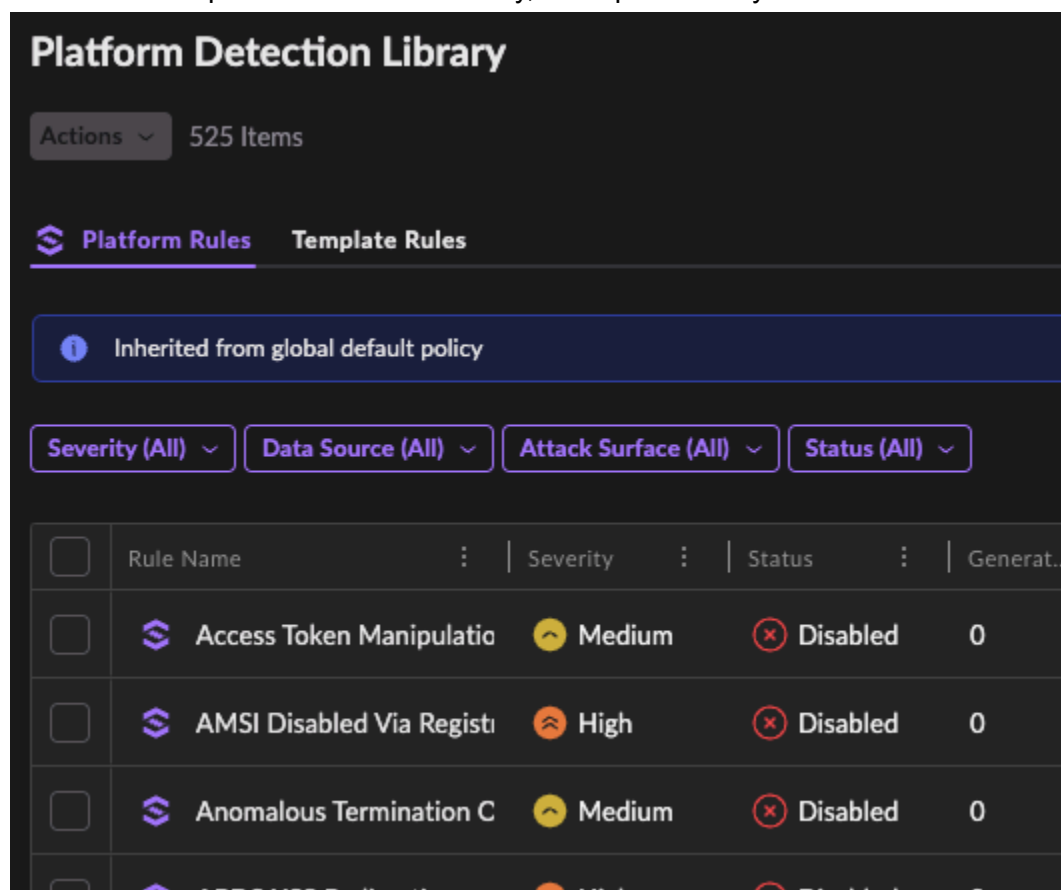 Platform Detection Library
Actions 525 Items
Platform Rules Template Rules
Inherited from global default policy
Severity (All) Data Source (All) Attack Surface (All) Status (All)
Rule Name Severity Status Generat...
Access Token Manipulatio Medium Disabled 0
AMSI Disabled Via Registr High Disabled 0
Anomalous Termination C Medium Disabled 0